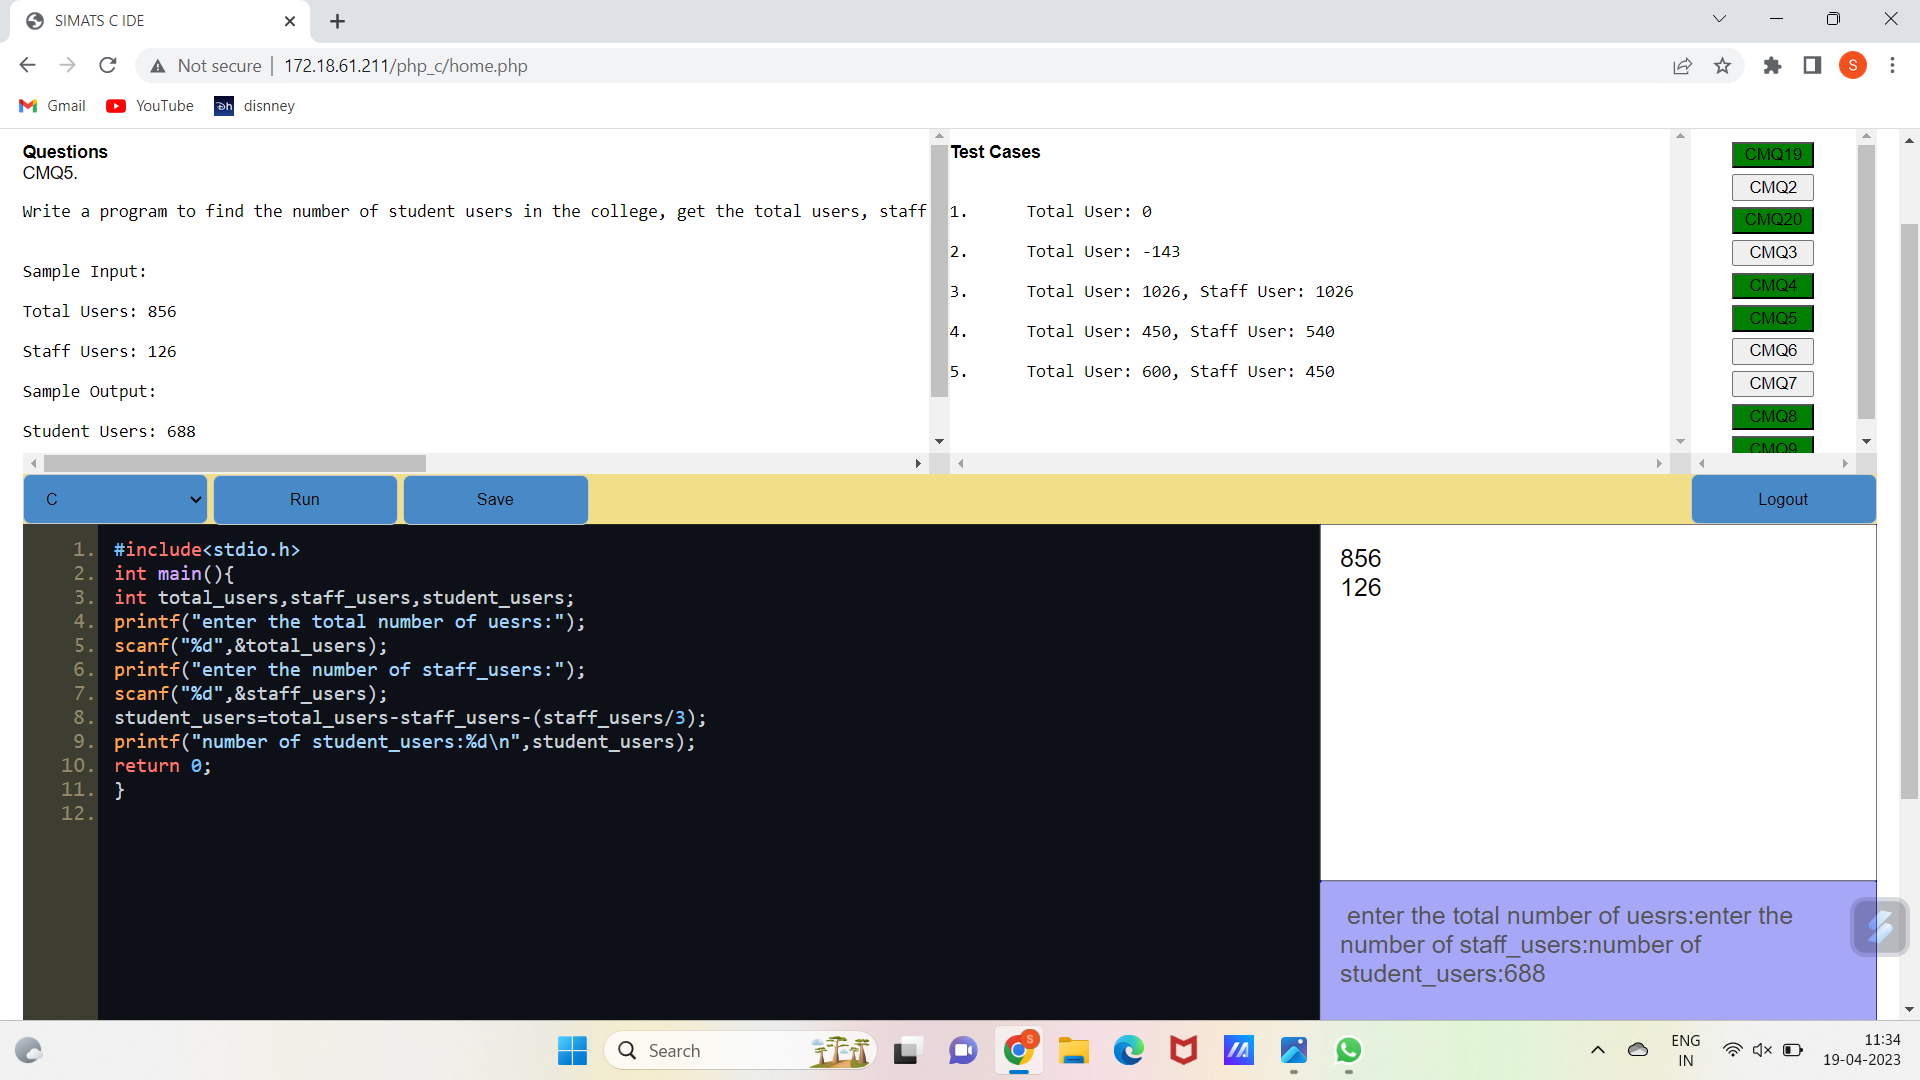 SIMATS C IDE
Not secure | 172.18.61.211/php_c/home.php
S
Gmail YouTube disnney
Questions
CMQ5.
Write a program to find the number of student users in the college, get the total users, staff
Sample Input:
Total Users: 856
Staff Users: 126
Sample Output:
Student Users: 688
Test Cases
1. Total User: 0
2. Total User: -143
3. Total User: 1026, Staff User: 1026
4. Total User: 450, Staff User: 540
5. Total User: 600, Staff User: 450
CMQ19
CMQ2
CMQ20
CMQ3
CMQ4
CMQ5
CMQ6
CMQ7
CMQ8
CMQ9
C Run Save Logout
1. #include<stdio.h>
2. int main(){
3. int total_users,staff_users,student_users;
4. printf("enter the total number of uesrs:");
5. scanf("%d",&total_users);
6. printf("enter the number of staff_users:");
7. scanf("%d",&staff_users);
8. student_users=total_users-staff_users-(staff_users/3);
9. printf("number of student_users:%d\n",student_users);
10. return 0;
11. }
12.
856
126
enter the total number of uesrs:enter the
number of staff_users:number of
student_users:688
Search
S
ENG
IN
11:34
19-04-2023